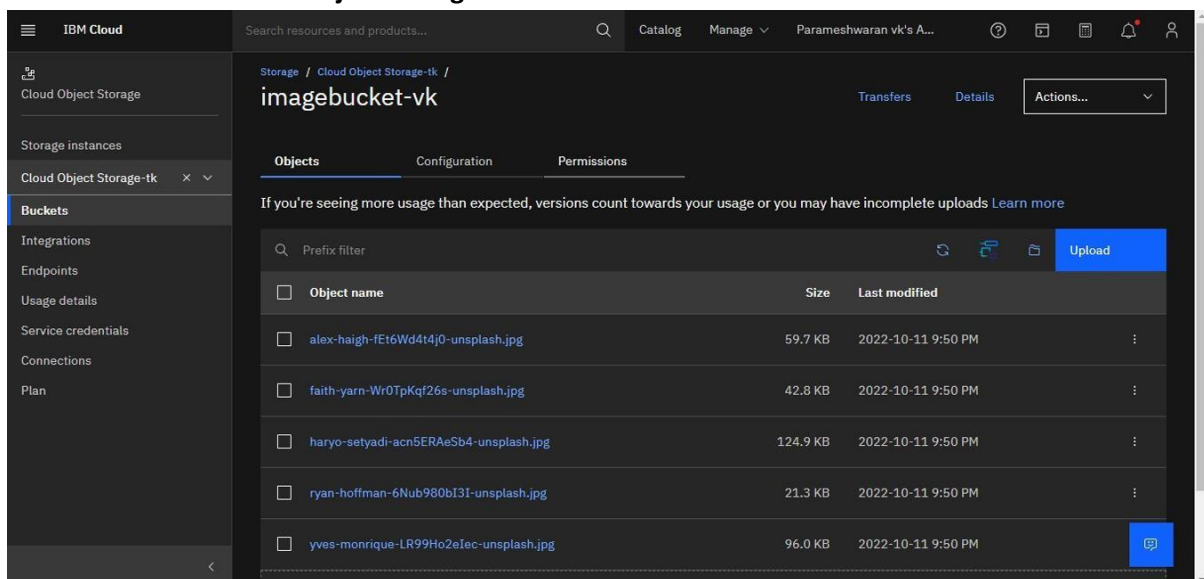 IBM Cloud
Search resources and products...
Catalog
Manage
Parameshwaran vk's A...
Cloud Object Storage
Storage instances
Cloud Object Storage-tk
Buckets
Integrations
Endpoints
Usage details
Service credentials
Connections
Plan
Storage / Cloud Object Storage-tk /
imagebucket-vk
Transfers
Details
Actions...
Objects
Configuration
Permissions
If you're seeing more usage than expected, versions count towards your usage or you may have incomplete uploads Learn more
Prefix filter
Upload
Object name Size Last modified
alex-haigh-fEt6Wd4t4j0-unsplash.jpg 59.7 KB 2022-10-11 9:50 PM
faith-yarn-Wr0TpKqf26s-unsplash.jpg 42.8 KB 2022-10-11 9:50 PM
haryo-setyadi-acn5ERAeSb4-unsplash.jpg 124.9 KB 2022-10-11 9:50 PM
ryan-hoffman-6Nub980bI3I-unsplash.jpg 21.3 KB 2022-10-11 9:50 PM
yves-monrique-LR99Ho2eIec-unsplash.jpg 96.0 KB 2022-10-11 9:50 PM